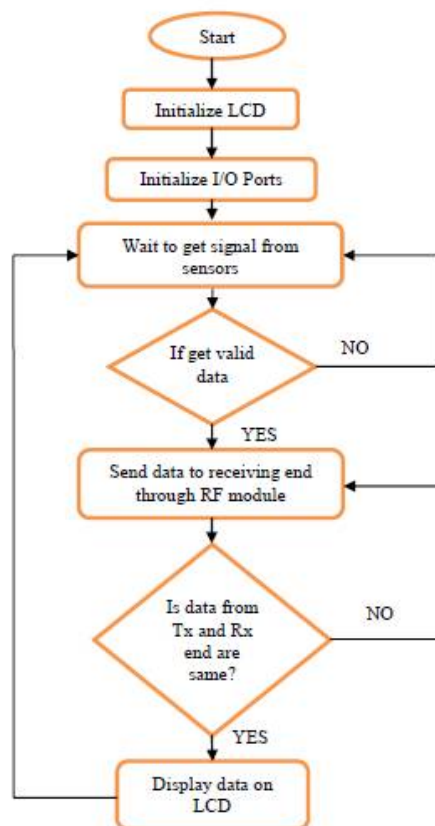 Start
Initialize LCD
Initialize I/O Ports
Wait to get signal from
sensors
If get valid
data
NO
YES
Send data to receiving end
through RF module
Is data from
Tx and Rx
end are
same?
NO
YES
Display data on
LCD